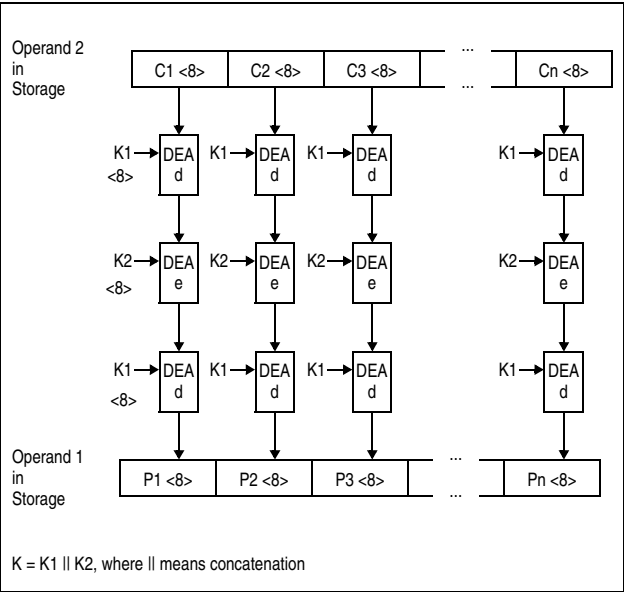 Operand 2
in
Storage
C1 <8> C2 <8> C3 <8> ... ... Cn <8>
K1 DEA K1 DEA K1 DEA K1 DEA
<8> d d d d
K2 DEA K2 DEA K2 DEA K2 DEA
<8> e e e e
K1 DEA K1 DEA K1 DEA K1 DEA
<8> d d d d
Operand 1
in
Storage
P1 <8> P2 <8> P3 <8> ... ... Pn <8>
K = K1 || K2, where || means concatenation